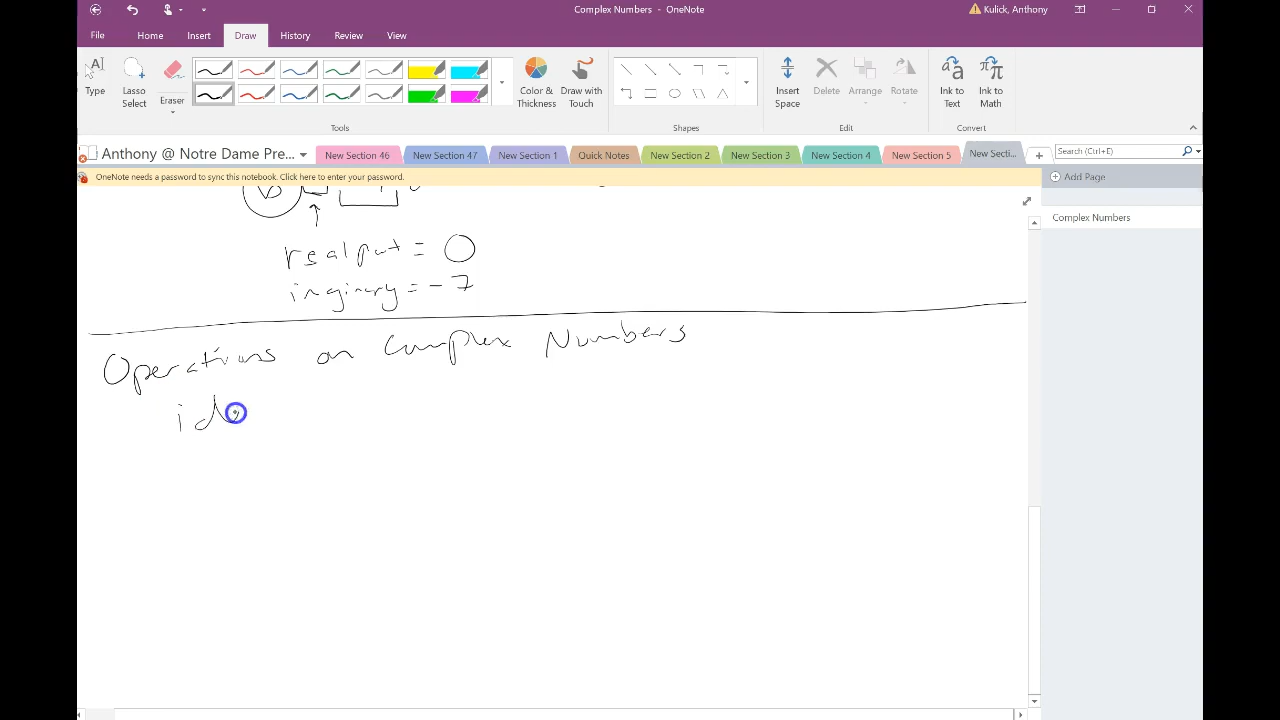 Complex Numbers - OneNote
Kulick, Anthony
File Home Insert Draw History Review View
Type
Lasso Select
Eraser
Color & Thickness
Draw with Touch
Insert Space
Delete
Arrange
Rotate
Ink to Text
Ink to Math
Tools
Shapes
Edit
Convert
Anthony @ Notre Dame Pre...
New Section 46
New Section 47
New Section 1
Quick Notes
New Section 2
New Section 3
New Section 4
New Section 5
New Secti...
Search (Ctrl+E)
OneNote needs a password to sync this notebook. Click here to enter your password.
Add Page
Complex Numbers
real part = 0
imginary = - 7
Operations on Complex Numbers